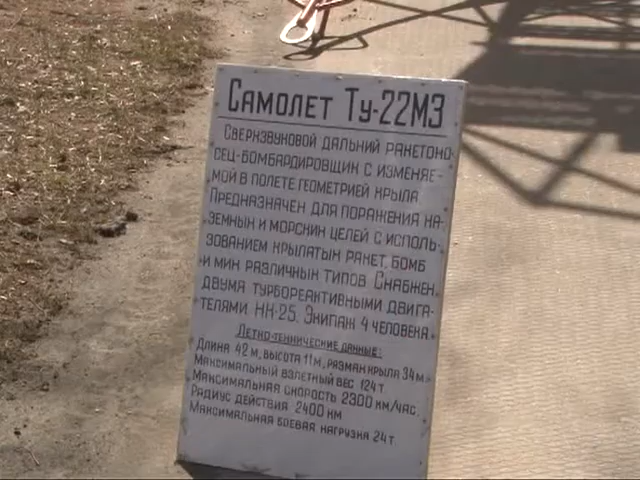 Самолет Ту-22М3
Сверхзвуковой дальний ракетоно-
сец-бомбардировщик с изменяе-
мой в полете геометрией крыла.
Предназначен для поражения на-
земных и морских целей с исполь-
зованием крылатых ракет, бомб
и мин различных типов. Снабжен
двумя турбореактивными двига-
телями НК-25. Экипаж 4 человека.
Летно-технические данные:
Длина 42 м, высота 11 м, размах крыла 34 м.
Максимальный взлетный вес 124 т.
Максимальная скорость 2300 км/час.
Радиус действия 2400 км
Максимальная боевая нагрузка 24 т